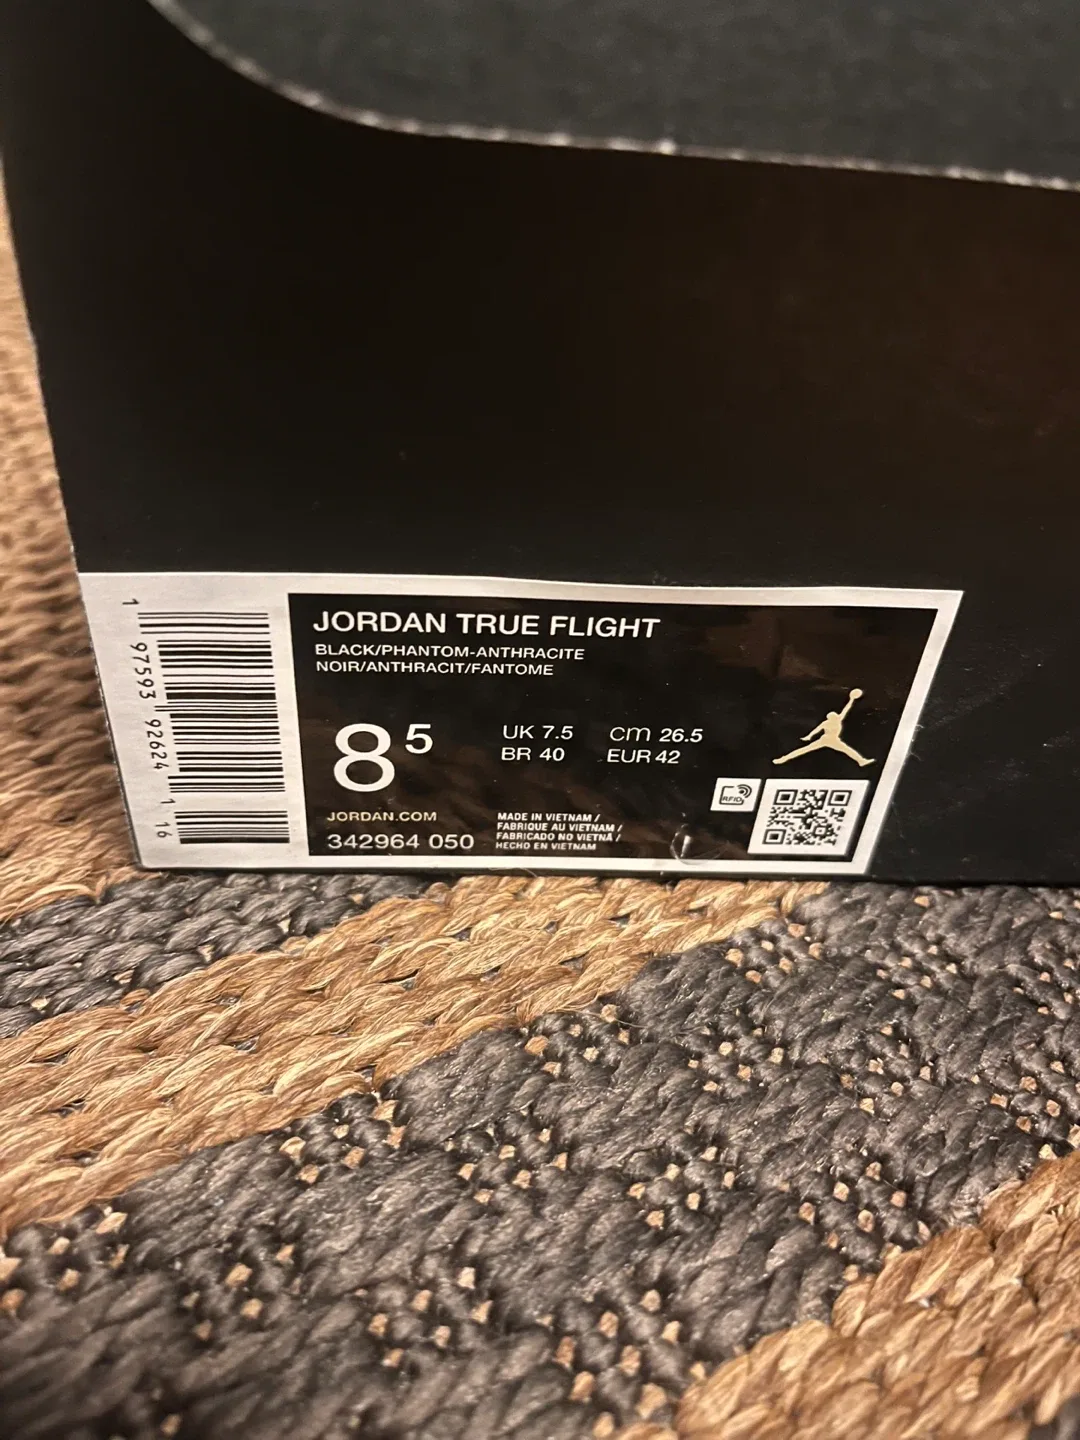 1 97593 92624 1 16
JORDAN TRUE FLIGHT
BLACK/PHANTOM-ANTHRACITE
NOIR/ANTHRACIT/FANTOME
8 5
UK 7.5 cm 26.5
BR 40 EUR 42
RFID
JORDAN.COM
342964 050
MADE IN VIETNAM /
FABRIQUE AU VIETNAM /
FABRICADO NO VIETNÃ /
HECHO EN VIETNAM